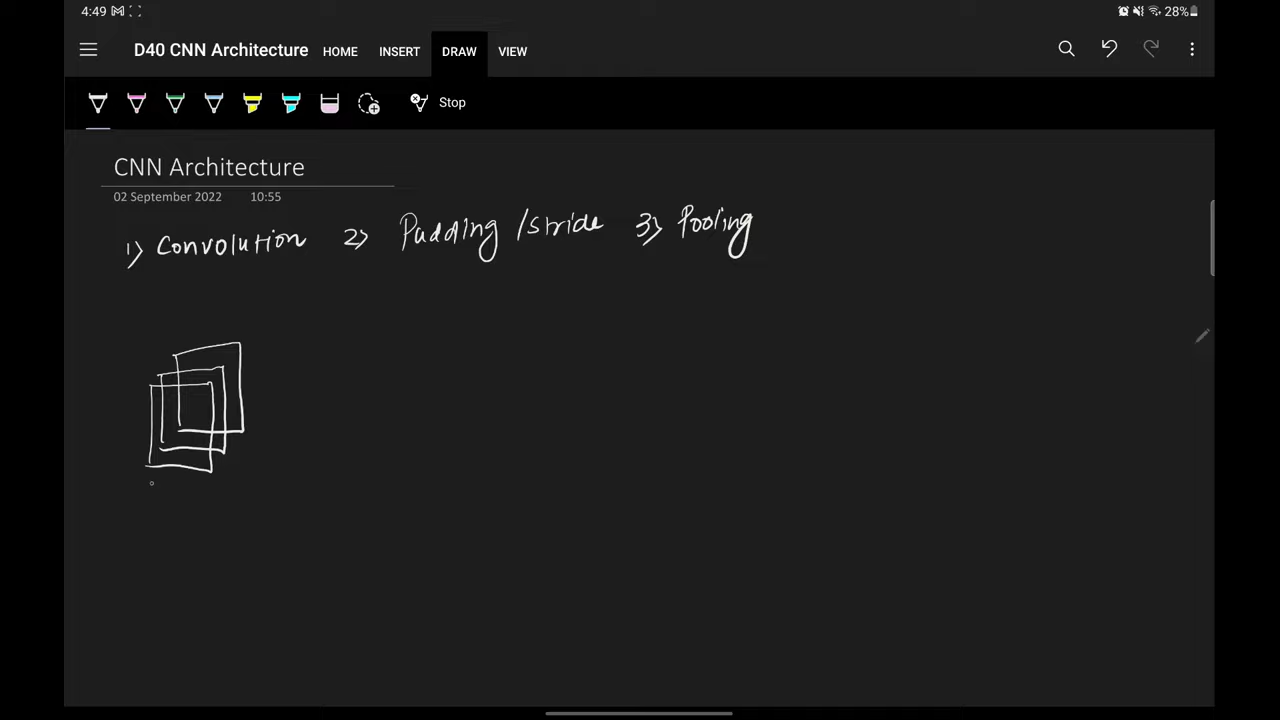 4:49 28%
D40 CNN Architecture HOME INSERT DRAW VIEW
Stop
CNN Architecture
02 September 2022 10:55
1) Convolution 2) Padding /stride 3) Pooling